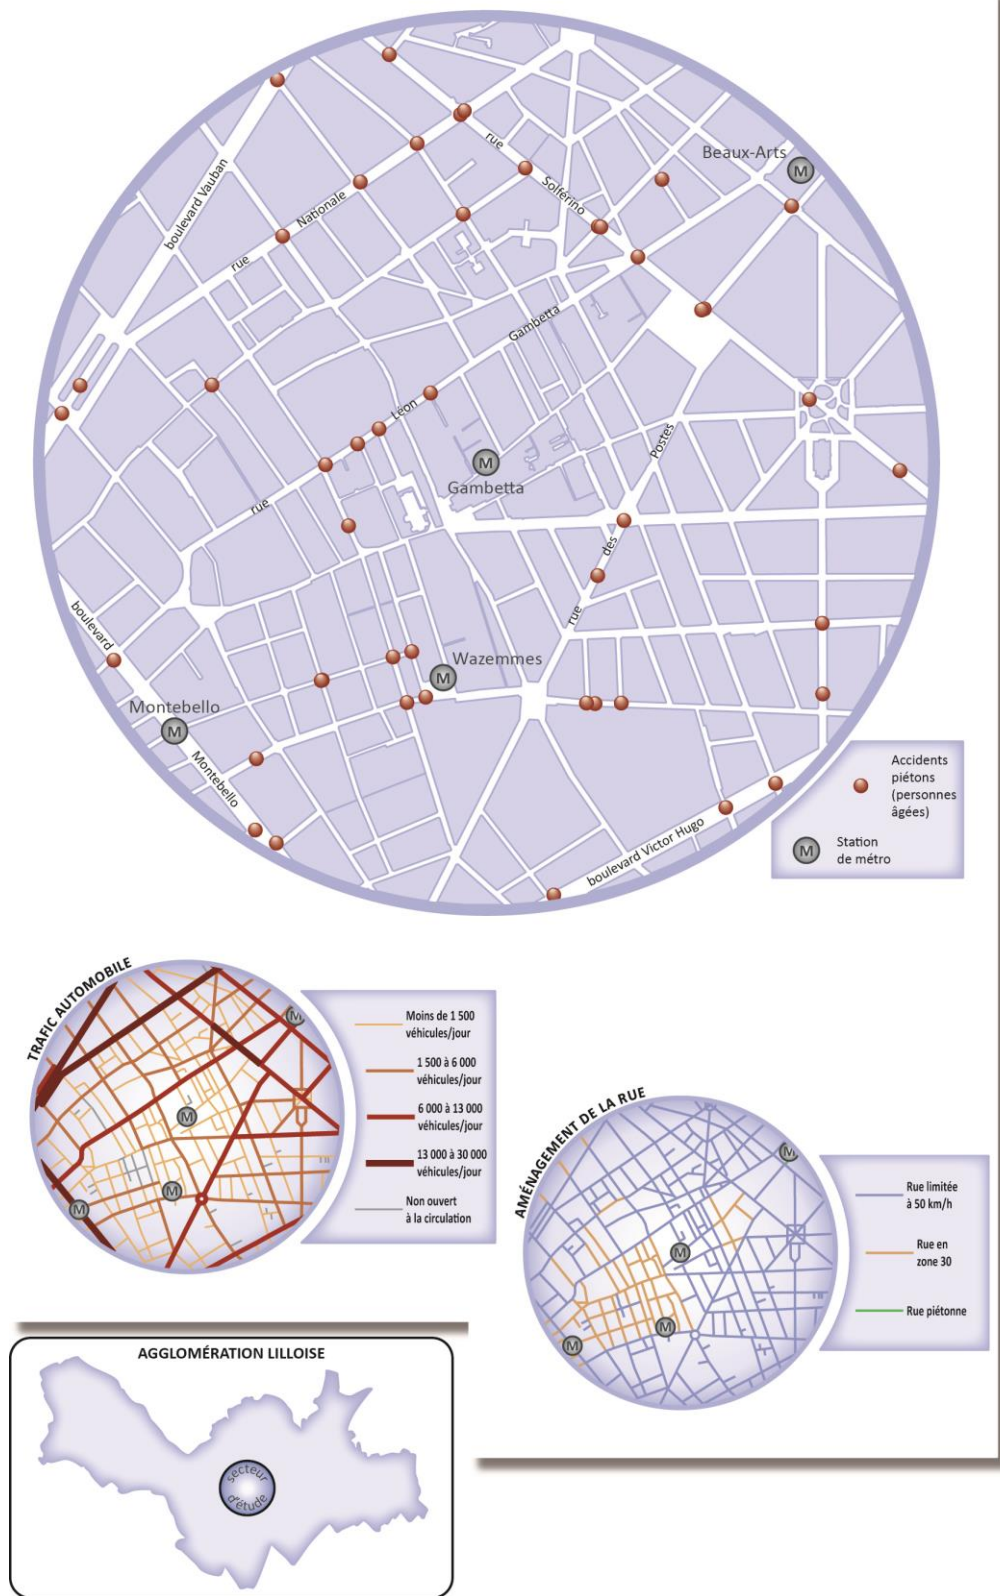 Beaux-Arts
M
rue
Solférino
boulevard Vauban
rue
Nationale
Gambetta
Léon
rue
M
Gambetta
Postes
des
rue
boulevard
Montebello
M
Montebello
Wazemmes
M
boulevard Victor Hugo
Accidents
piétons
(personnes
âgées)
M
Station
de métro
TRAFIC AUTOMOBILE
M
M
M
M
Moins de 1 500
véhicules/jour
1 500 à 6 000
véhicules/jour
6 000 à 13 000
véhicules/jour
13 000 à 30 000
véhicules/jour
Non ouvert
à la circulation
AMÉNAGEMENT DE LA RUE
M
M
M
M
Rue limitée
à 50 km/h
Rue en
zone 30
Rue piétonne
AGGLOMÉRATION LILLOISE
secteur
d'étude